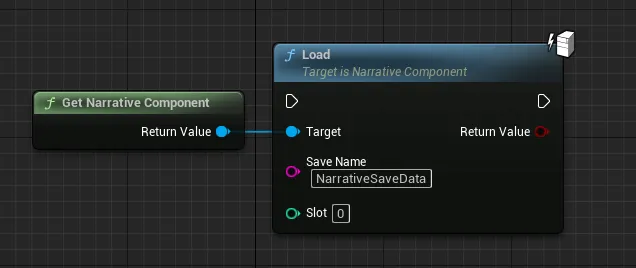 f Load
Target is Narrative Component
f Get Narrative Component
Return Value
Target
Return Value
Save Name
NarrativeSaveData
Slot 0